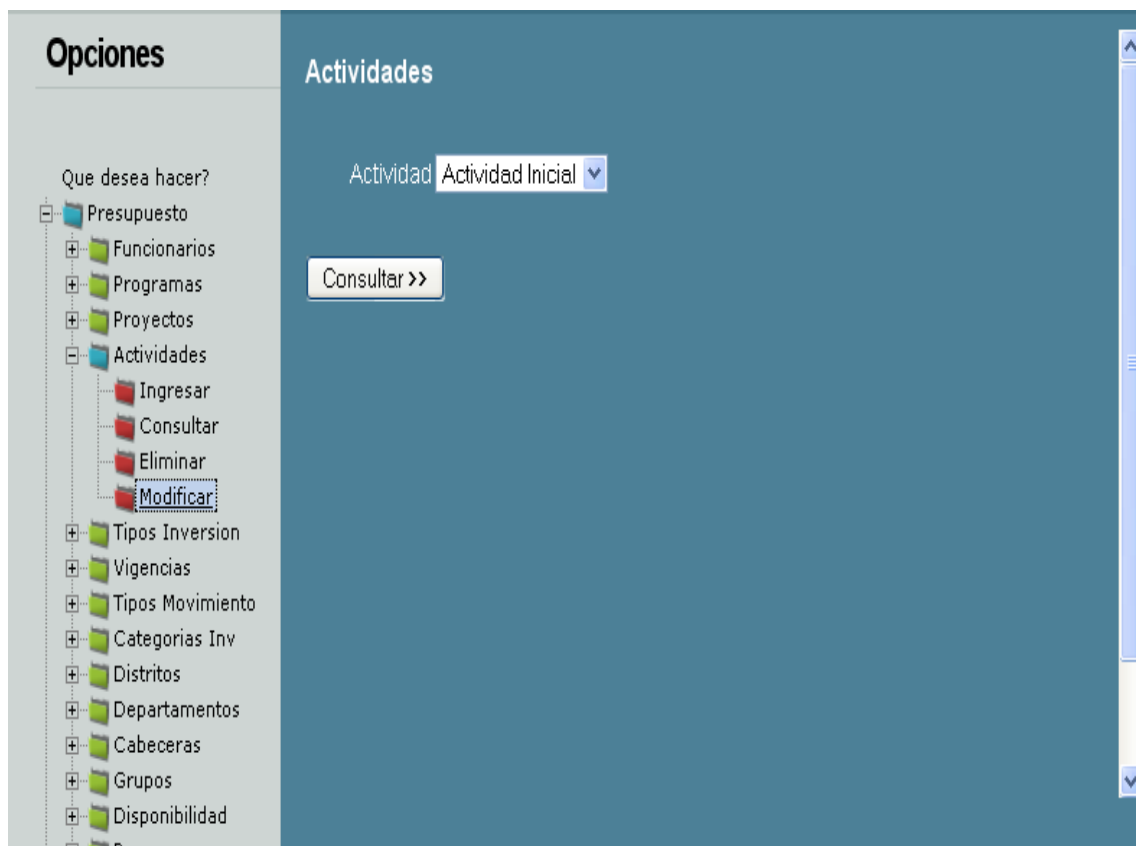 Opciones
Que desea hacer?
Presupuesto
Funcionarios
Programas
Proyectos
Actividades
Ingresar
Consultar
Eliminar
Modificar
Tipos Inversion
Vigencias
Tipos Movimiento
Categorias Inv
Distritos
Departamentos
Cabeceras
Grupos
Disponibilidad
Actividades
Actividad Actividad Inicial
Consultar >>